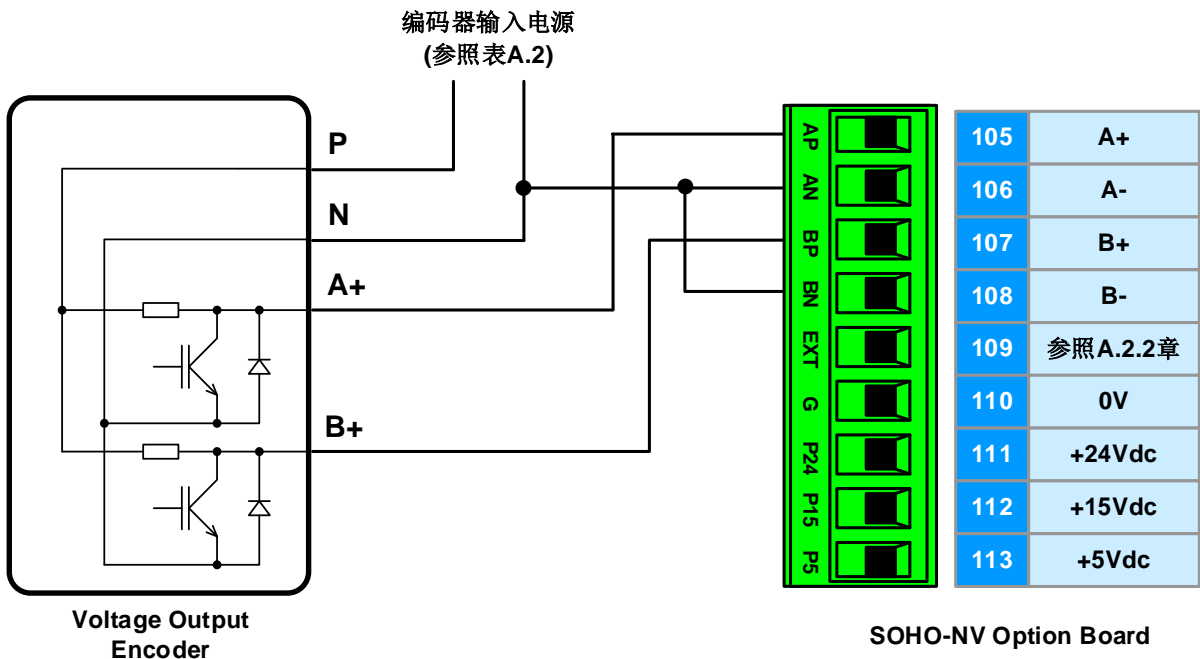 编码器输入电源
(参照表A.2)
P
N
A+
B+
Voltage Output
Encoder
AP
AN
BP
BN
EXT
G
P24
P15
P5
105 A+
106 A-
107 B+
108 B-
109 参照A.2.2章
110 0V
111 +24Vdc
112 +15Vdc
113 +5Vdc
SOHO-NV Option Board